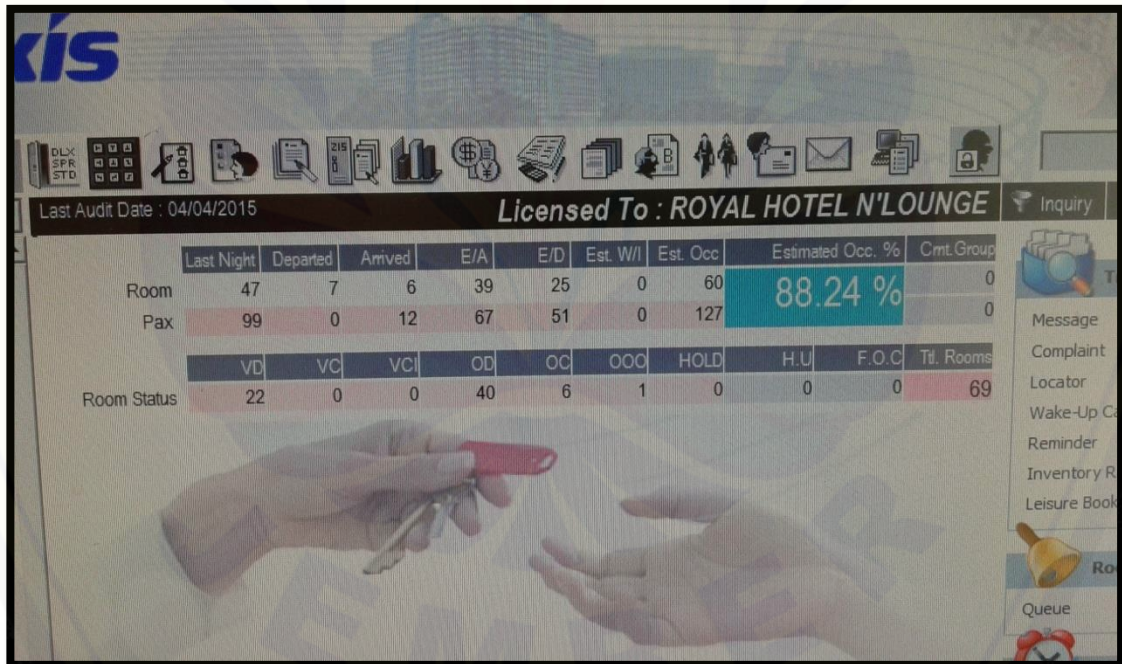 xis
DLX
SPR
STD
215
B
Last Audit Date : 04/04/2015
Licensed To : ROYAL HOTEL N'LOUNGE
Inquiry
Last Night Departed Arrived E/A E/D Est. W/I Est. Occ Estimated Occ. % Cmt.Group
Room 47 7 6 39 25 0 60 88.24 % 0
Pax 99 0 12 67 51 0 127 0
VD VC VCI OD OC OOO HOLD H.U F.O.C Ttl. Rooms
Room Status 22 0 0 40 6 1 0 0 0 69
Message
Complaint
Locator
Wake-Up Ca
Reminder
Inventory R
Leisure Book
Ro
Queue